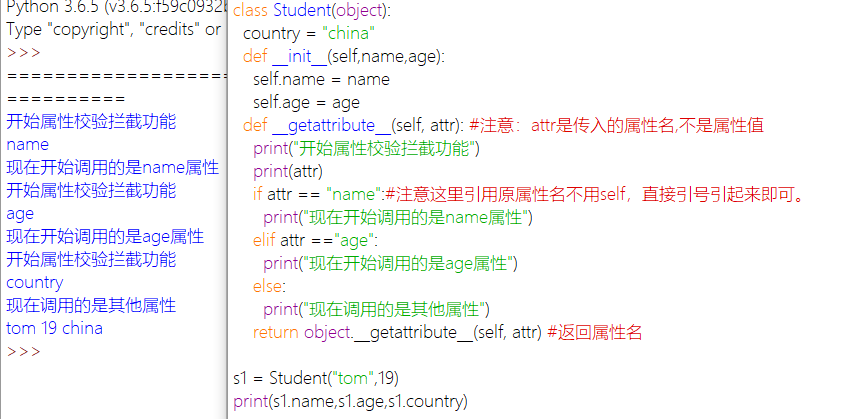 Python 3.6.5 (v3.6.5:f59c0932b
Type "copyright", "credits" or
>>>
==========
开始属性校验拦截功能
name
现在开始调用的是name属性
开始属性校验拦截功能
age
现在开始调用的是age属性
开始属性校验拦截功能
country
现在调用的是其他属性
tom 19 china
>>>
class Student(object):
country = "china"
def __init__(self,name,age):
self.name = name
self.age = age
def __getattribute__(self, attr): #注意：attr是传入的属性名,不是属性值
print("开始属性校验拦截功能")
print(attr)
if attr == "name":#注意这里引用原属性名不用self，直接引号引起来即可。
print("现在开始调用的是name属性")
elif attr =="age":
print("现在开始调用的是age属性")
else:
print("现在调用的是其他属性")
return object.__getattribute__(self, attr) #返回属性名
s1 = Student("tom",19)
print(s1.name,s1.age,s1.country)